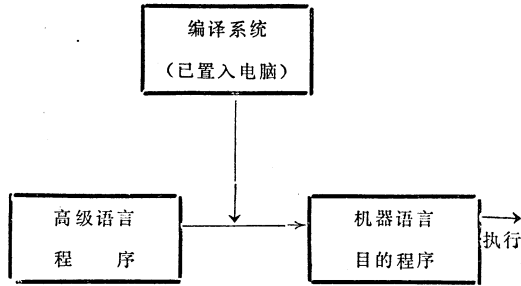 编译系统
（已置入电脑）
高级语言
程 序
机器语言
目的程序
执行